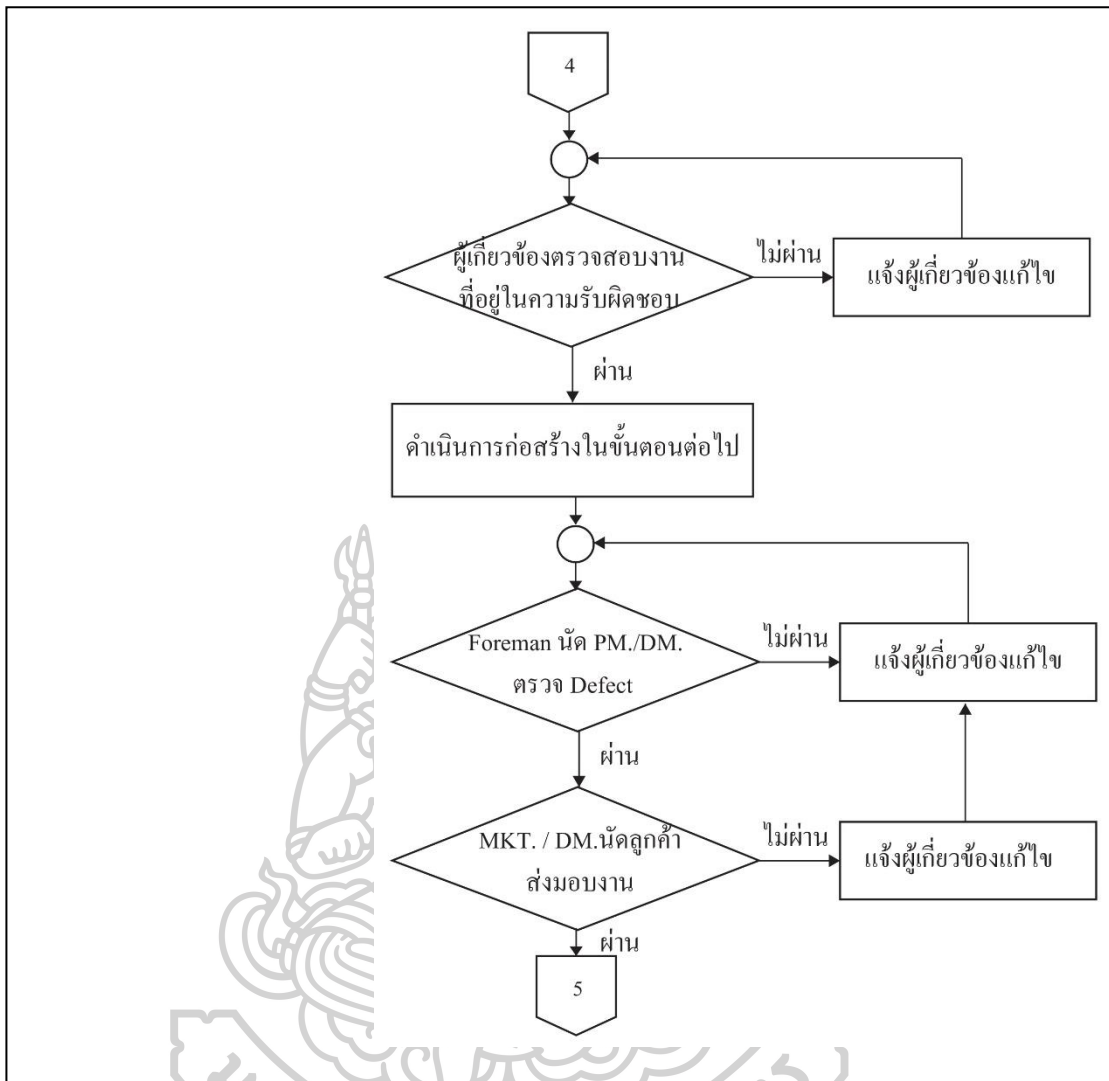 4
ผู้เกี่ยวข้องตรวจสอบงาน
ที่อยู่ในความรับผิดชอบ
ไม่ผ่าน
แจ้งผู้เกี่ยวข้องแก้ไข
ผ่าน
ดำเนินการก่อสร้างในขั้นตอนต่อไป
Foreman นัด PM./DM.
ตรวจ Defect
ไม่ผ่าน
แจ้งผู้เกี่ยวข้องแก้ไข
ผ่าน
MKT. / DM.นัดลูกค้า
ส่งมอบงาน
ไม่ผ่าน
แจ้งผู้เกี่ยวข้องแก้ไข
ผ่าน
5